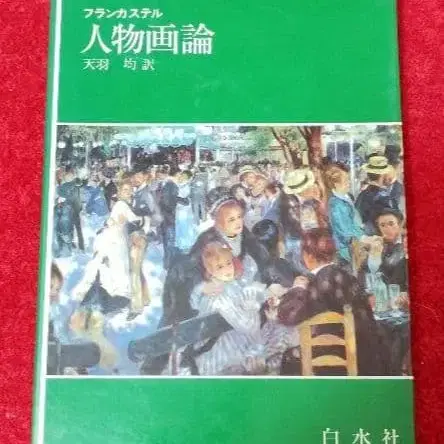 フランカステル
人物画論
天羽 均 訳
白水社